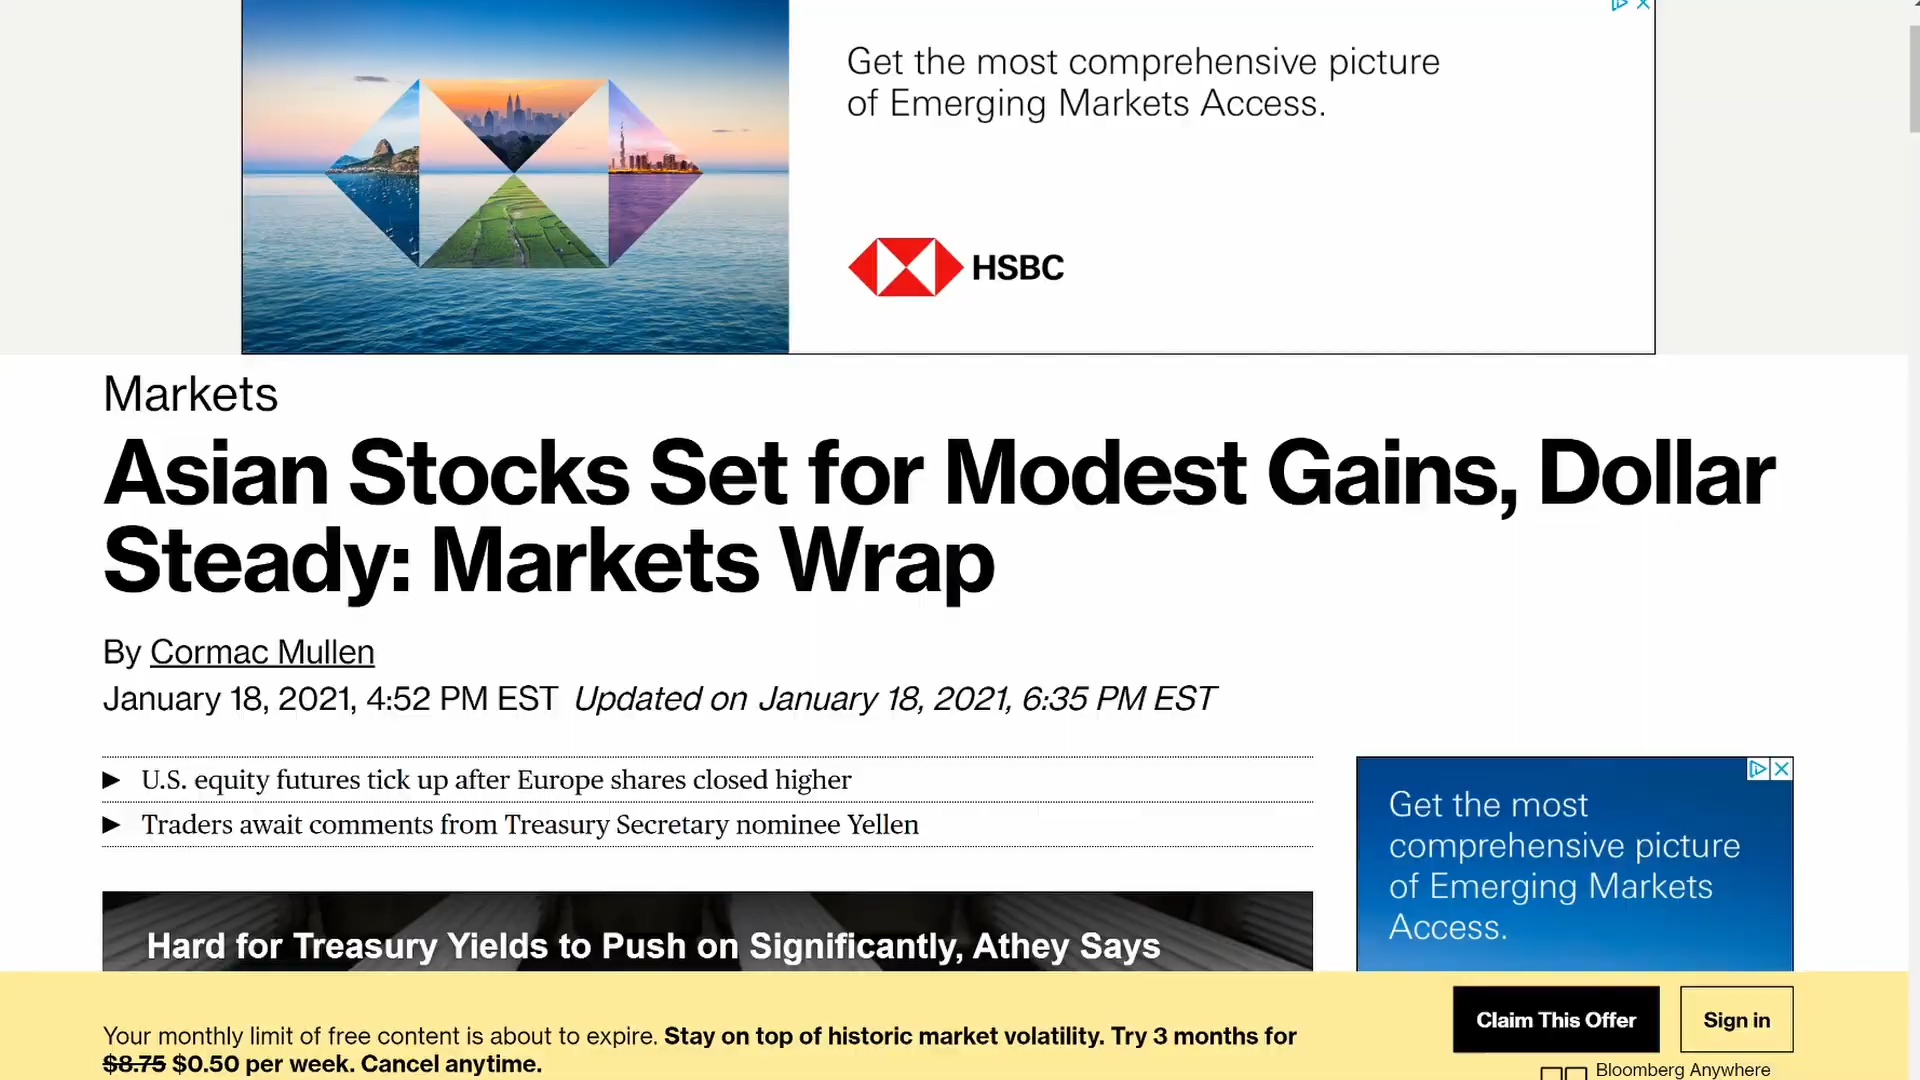 Get the most comprehensive picture
of Emerging Markets Access.
HSBC
Markets
Asian Stocks Set for Modest Gains, Dollar
Steady: Markets Wrap
By Cormac Mullen
January 18, 2021, 4:52 PM EST Updated on January 18, 2021, 6:35 PM EST
U.S. equity futures tick up after Europe shares closed higher
Traders await comments from Treasury Secretary nominee Yellen
Get the most
comprehensive picture
of Emerging Markets
Access.
Hard for Treasury Yields to Push on Significantly, Athey Says
Your monthly limit of free content is about to expire. Stay on top of historic market volatility. Try 3 months for
$8.75 $0.50 per week. Cancel anytime.
Claim This Offer
Sign in
Bloomberg Anywhere